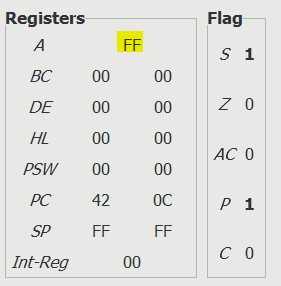 Registers
A FF
BC 00 00
DE 00 00
HL 00 00
PSW 00 00
PC 42 0C
SP FF FF
Int-Reg 00
Flag
S 1
Z 0
AC 0
P 1
C 0